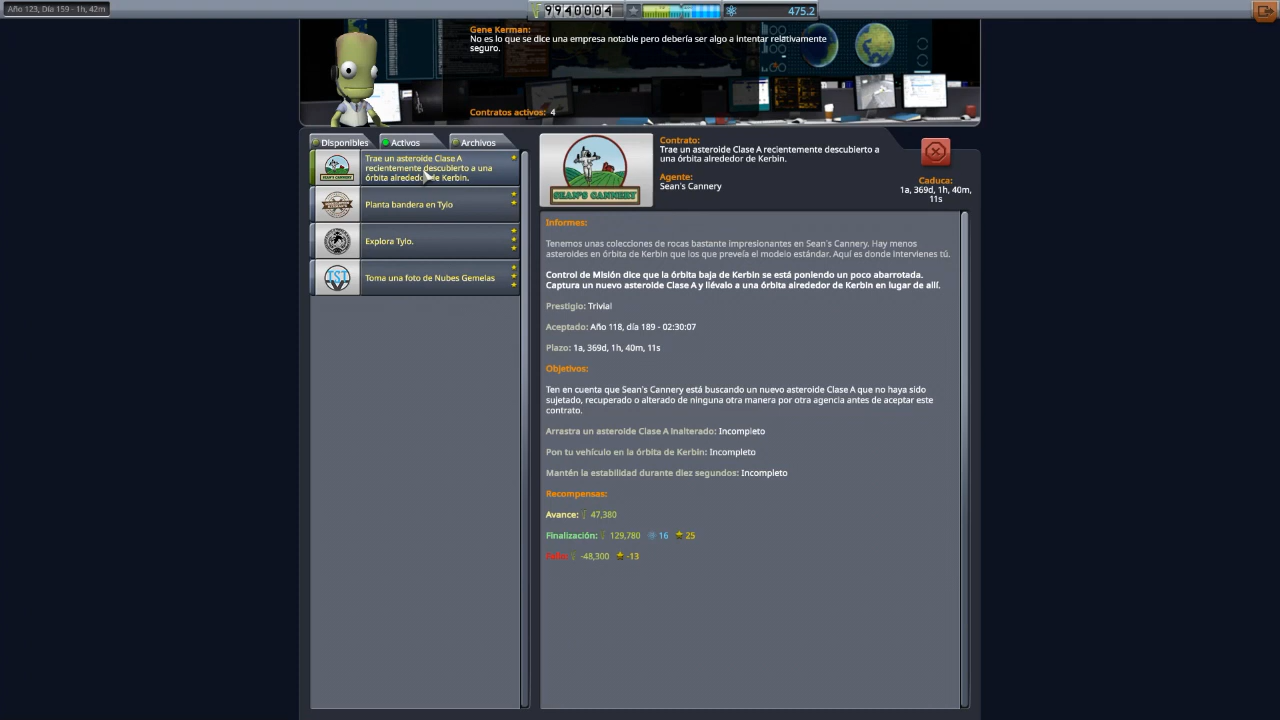 Año 123, Día 159 - 1h, 42m
9940004
475.2
Gene Kerman:
No es lo que se dice una empresa notable pero debería ser algo a intentar relativamente
seguro.
Contratos activos: 4
Disponibles
Activos
Archivos
Trae un asteroide Clase A
recientemente descubierto a una
órbita alrededor de Kerbin.
Planta bandera en Tylo
Explora Tylo.
Toma una foto de Nubes Gemelas
SEAN'S CANNERY
Contrato:
Trae un asteroide Clase A recientemente descubierto a
una órbita alrededor de Kerbin.
Agente:
Sean's Cannery
Caduca:
1a, 369d, 1h, 40m,
11s
Informes:
Tenemos unas colecciones de rocas bastante impresionantes en Sean's Cannery. Hay menos
asteroides en órbita de Kerbin que los que preveía el modelo estándar. Aquí es donde intervienes tú.
Control de Misión dice que la órbita baja de Kerbin se está poniendo un poco abarrotada.
Captura un nuevo asteroide Clase A y llévalo a una órbita alrededor de Kerbin en lugar de allí.
Prestigio: Trivial
Aceptado: Año 118, día 189 - 02:30:07
Plazo: 1a, 369d, 1h, 40m, 11s
Objetivos:
Ten en cuenta que Sean's Cannery está buscando un nuevo asteroide Clase A que no haya sido
sujetado, recuperado o alterado de ninguna otra manera por otra agencia antes de aceptar este
contrato.
Arrastra un asteroide Clase A inalterado: Incompleto
Pon tu vehículo en la órbita de Kerbin: Incompleto
Mantén la estabilidad durante diez segundos: Incompleto
Recompensas:
Avance: 47,380
Finalización: 129,780 16 25
-48,300 -13